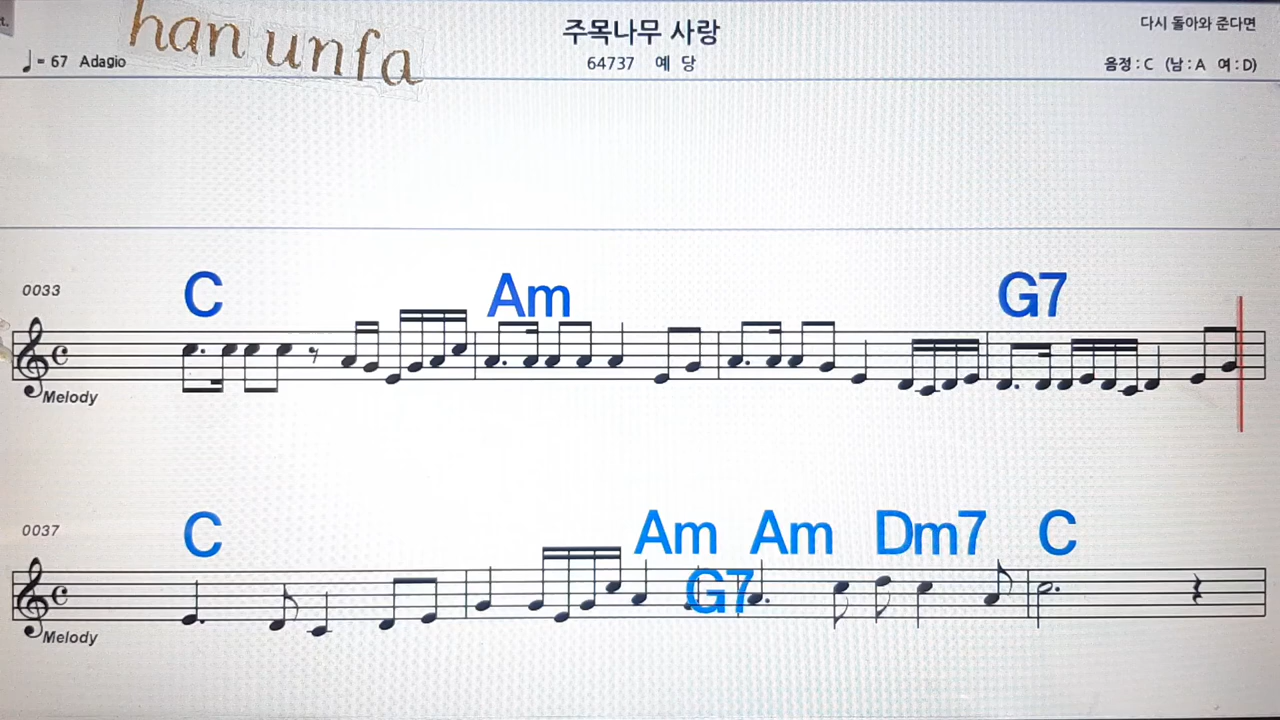 han unfa
주목나무 사랑
다시 돌아와 준다면
♩= 67 Adagio
64737 예 당
음정 : C (남 : A 여 : D)
C Am G7
0033
Melody
C Am Am Dm7 C
0037
G7
Melody